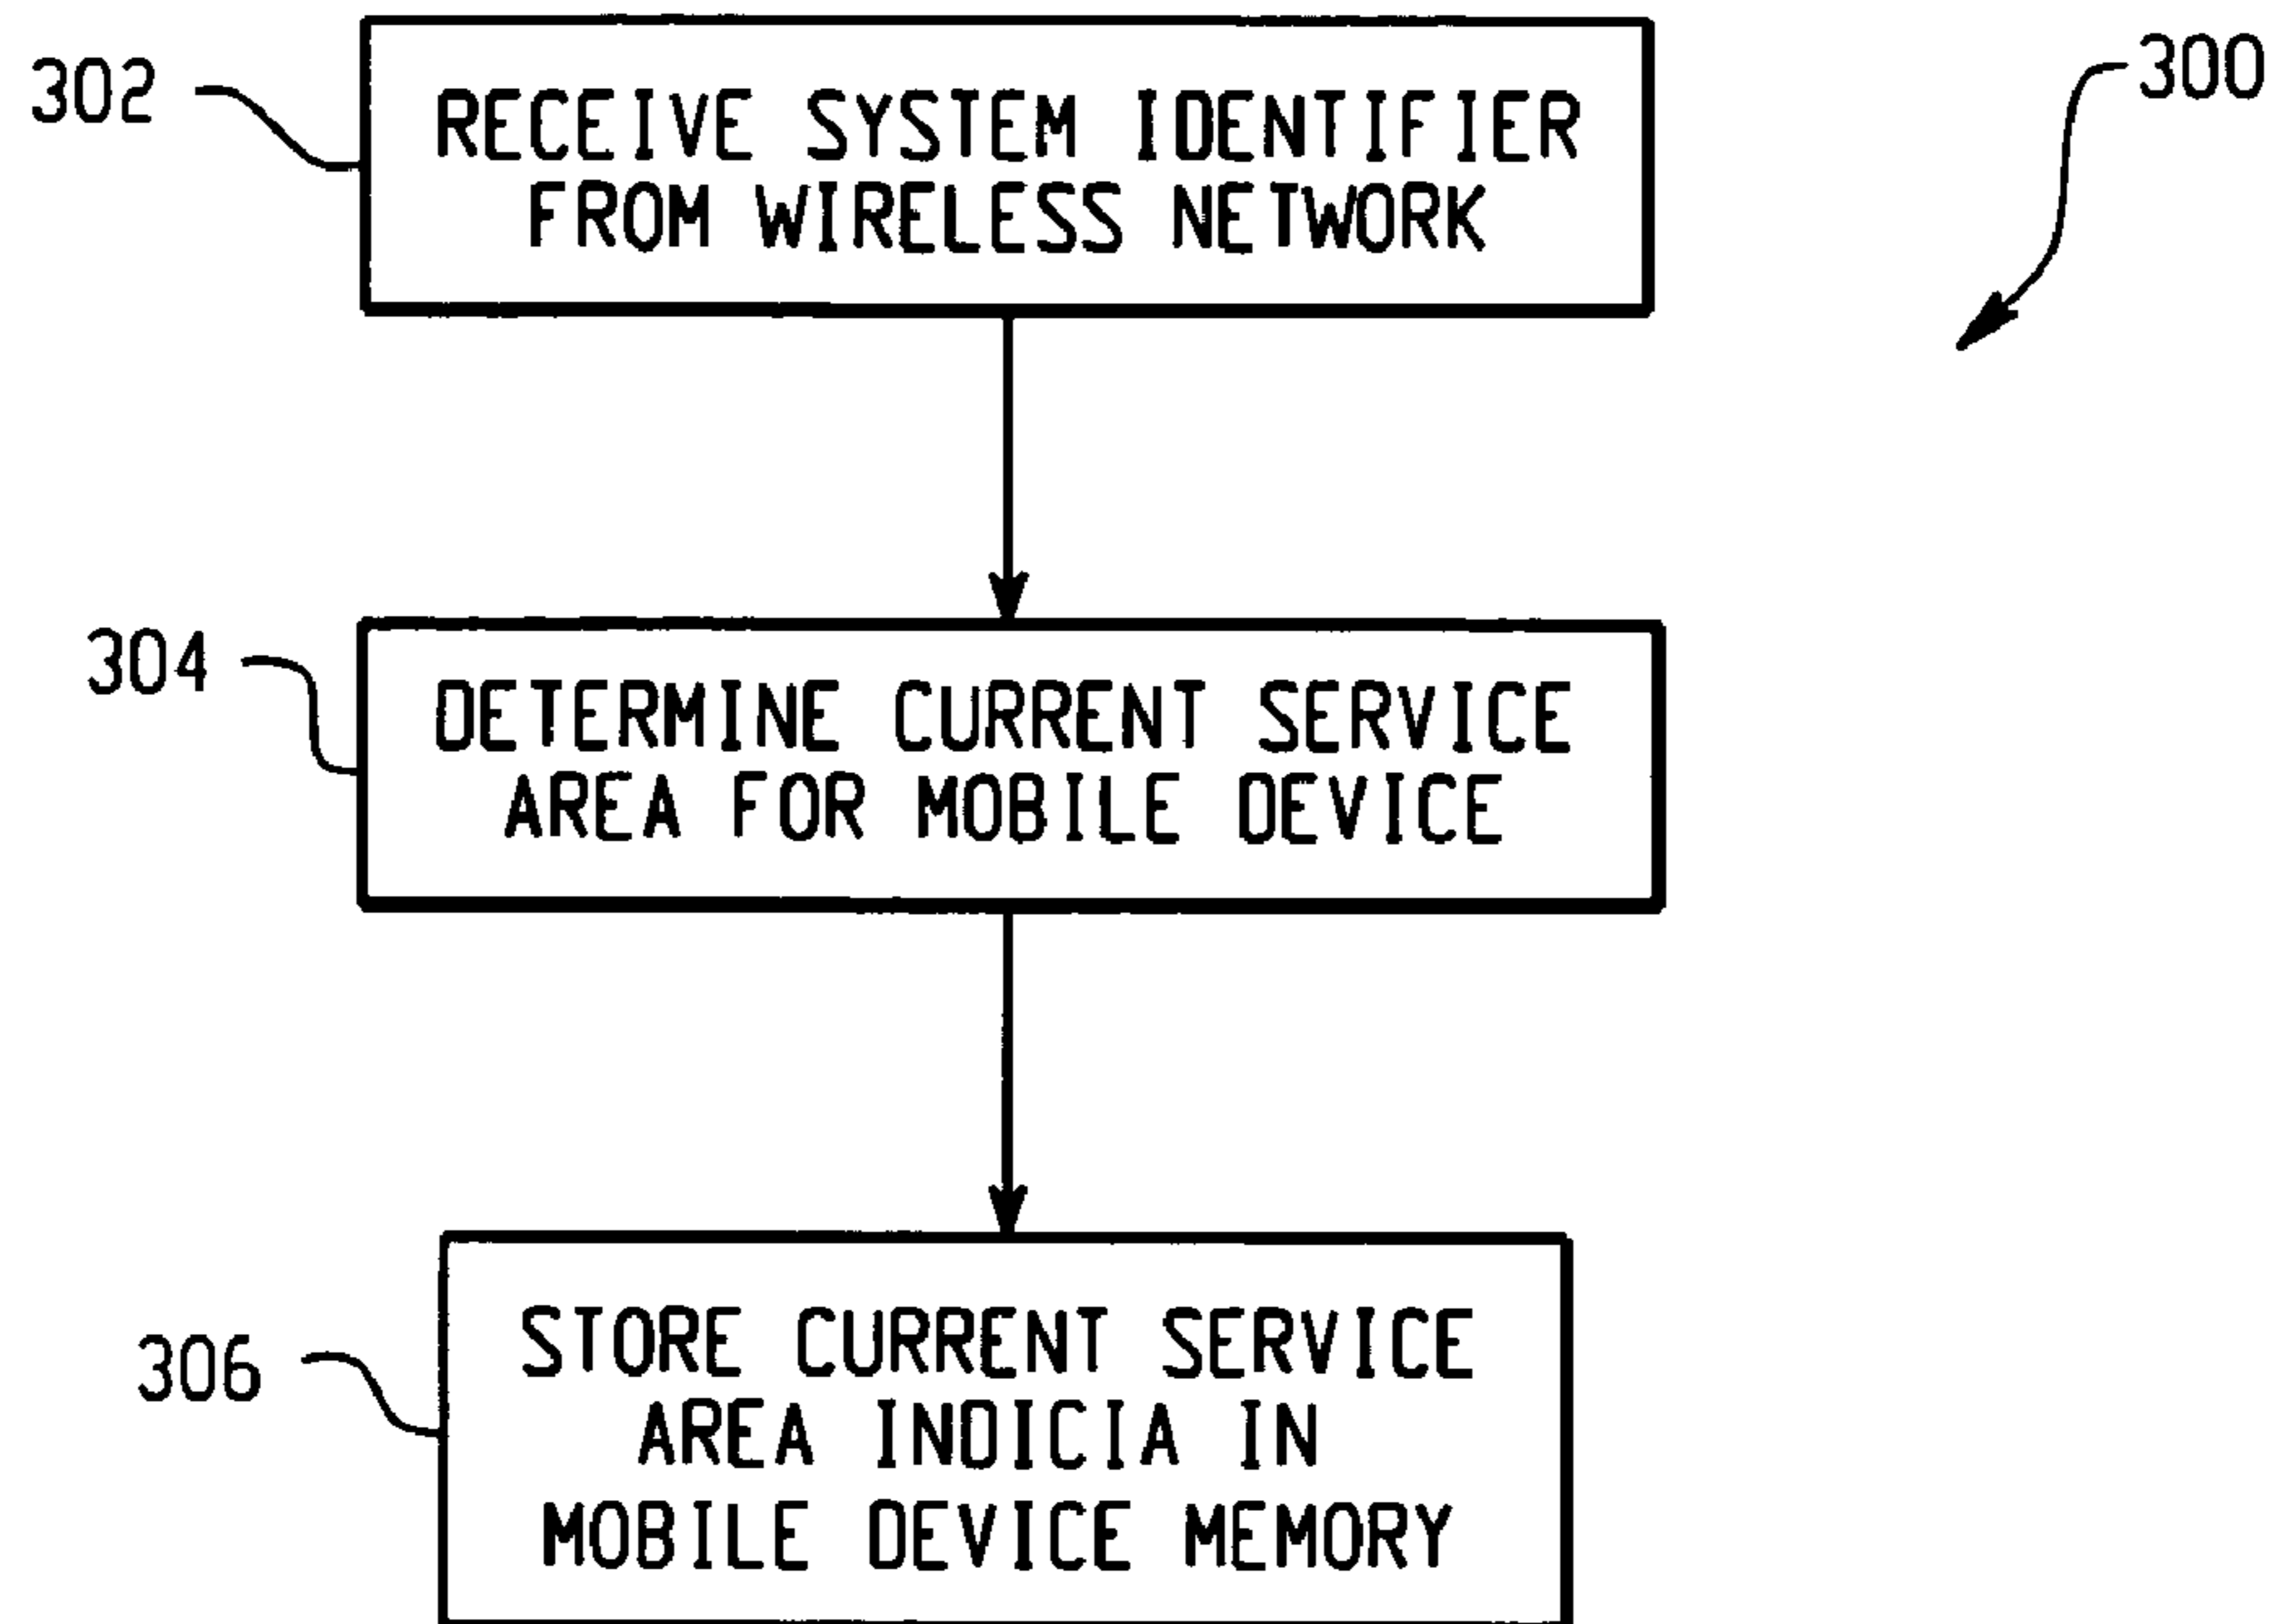 302
300
RECEIVE SYSTEM IDENTIFIER
FROM WIRELESS NETWORK
304
DETERMINE CURRENT SERVICE
AREA FOR MOBILE DEVICE
306
STORE CURRENT SERVICE
AREA INDICIA IN
MOBILE DEVICE MEMORY